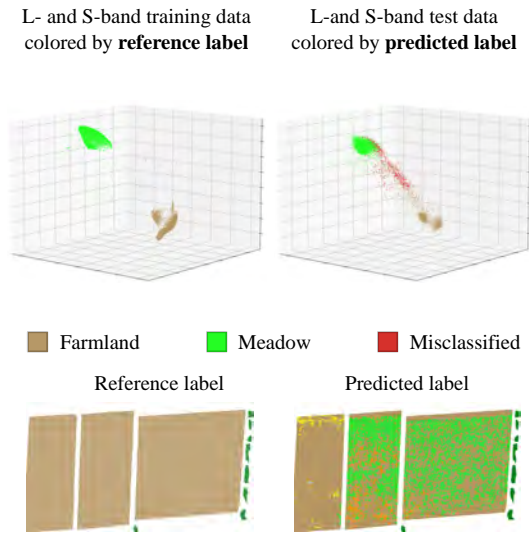 L- and S-band training data
colored by reference label
L-and S-band test data
colored by predicted label
Farmland
Meadow
Misclassified
Reference label
Predicted label